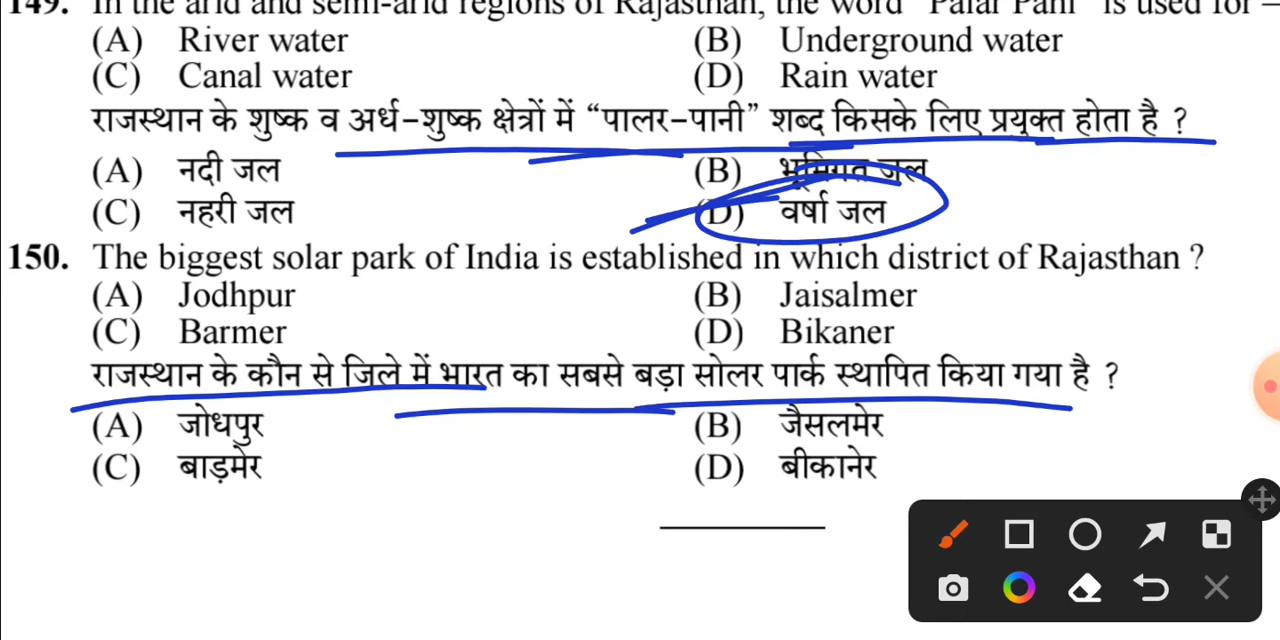 149. In the arid and semi-arid regions of Rajasthan, the word "Palar Pani" is used for –
(A) River water (B) Underground water
(C) Canal water (D) Rain water
राजस्थान के शुष्क व अर्ध-शुष्क क्षेत्रों में “पालर-पानी” शब्द किसके लिए प्रयुक्त होता है ?
(A) नदी जल (B) भूमिगत जल
(C) नहरी जल (D) वर्षा जल
150. The biggest solar park of India is established in which district of Rajasthan ?
(A) Jodhpur (B) Jaisalmer
(C) Barmer (D) Bikaner
राजस्थान के कौन से जिले में भारत का सबसे बड़ा सोलर पार्क स्थापित किया गया है ?
(A) जोधपुर (B) जैसलमेर
(C) बाड़मेर (D) बीकानेर